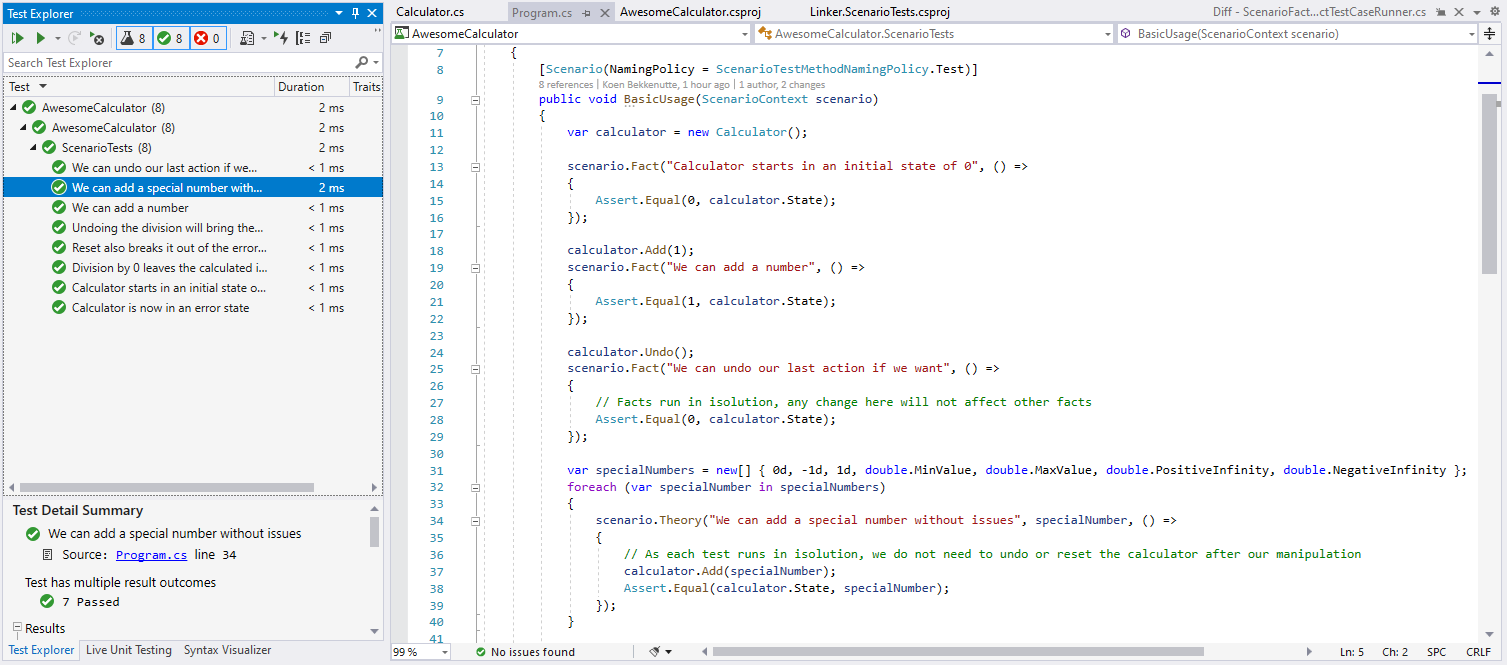 Test Explorer
8 8 0
Search Test Explorer
Test Duration Traits
AwesomeCalculator (8) 2 ms
AwesomeCalculator (8) 2 ms
ScenarioTests (8) 2 ms
We can undo our last action if we... < 1 ms
We can add a special number with... 2 ms
We can add a number < 1 ms
Undoing the division will bring the... < 1 ms
Reset also breaks it out of the error... < 1 ms
Division by 0 leaves the calculated i... < 1 ms
Calculator starts in an initial state o... < 1 ms
Calculator is now in an error state < 1 ms
Test Detail Summary
We can add a special number without issues
Source: Program.cs line 34
Test has multiple result outcomes
7 Passed
Results
Test Explorer Live Unit Testing Syntax Visualizer
Calculator.cs Program.cs AwesomeCalculator.csproj Linker.ScenarioTests.csproj Diff - ScenarioFact...ctTestCaseRunner.cs
AwesomeCalculator AwesomeCalculator.ScenarioTests BasicUsage(ScenarioContext scenario)
7 {
8 [Scenario(NamingPolicy = ScenarioTestMethodNamingPolicy.Test)]
8 references | Koen Bekkenutte, 1 hour ago | 1 author, 2 changes
9 public void BasicUsage(ScenarioContext scenario)
10 {
11 var calculator = new Calculator();
12
13 scenario.Fact("Calculator starts in an initial state of 0", () =>
14 {
15 Assert.Equal(0, calculator.State);
16 });
17
18 calculator.Add(1);
19 scenario.Fact("We can add a number", () =>
20 {
21 Assert.Equal(1, calculator.State);
22 });
23
24 calculator.Undo();
25 scenario.Fact("We can undo our last action if we want", () =>
26 {
27 // Facts run in isolution, any change here will not affect other facts
28 Assert.Equal(0, calculator.State);
29 });
30
31 var specialNumbers = new[] { 0d, -1d, 1d, double.MinValue, double.MaxValue, double.PositiveInfinity, double.NegativeInfinity };
32 foreach (var specialNumber in specialNumbers)
33 {
34 scenario.Theory("We can add a special number without issues", specialNumber, () =>
35 {
36 // As each test runs in isolution, we do not need to undo or reset the calculator after our manipulation
37 calculator.Add(specialNumber);
38 Assert.Equal(calculator.State, specialNumber);
39 });
40 }
41
99 % No issues found Ln: 5 Ch: 2 SPC CRLF